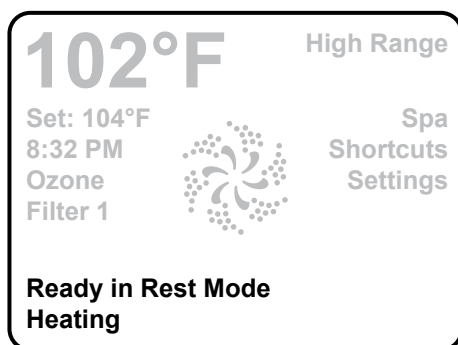 102°F
High Range
Set: 104°F
8:32 PM
Ozone
Filter 1
Spa
Shortcuts
Settings
Ready in Rest Mode
Heating